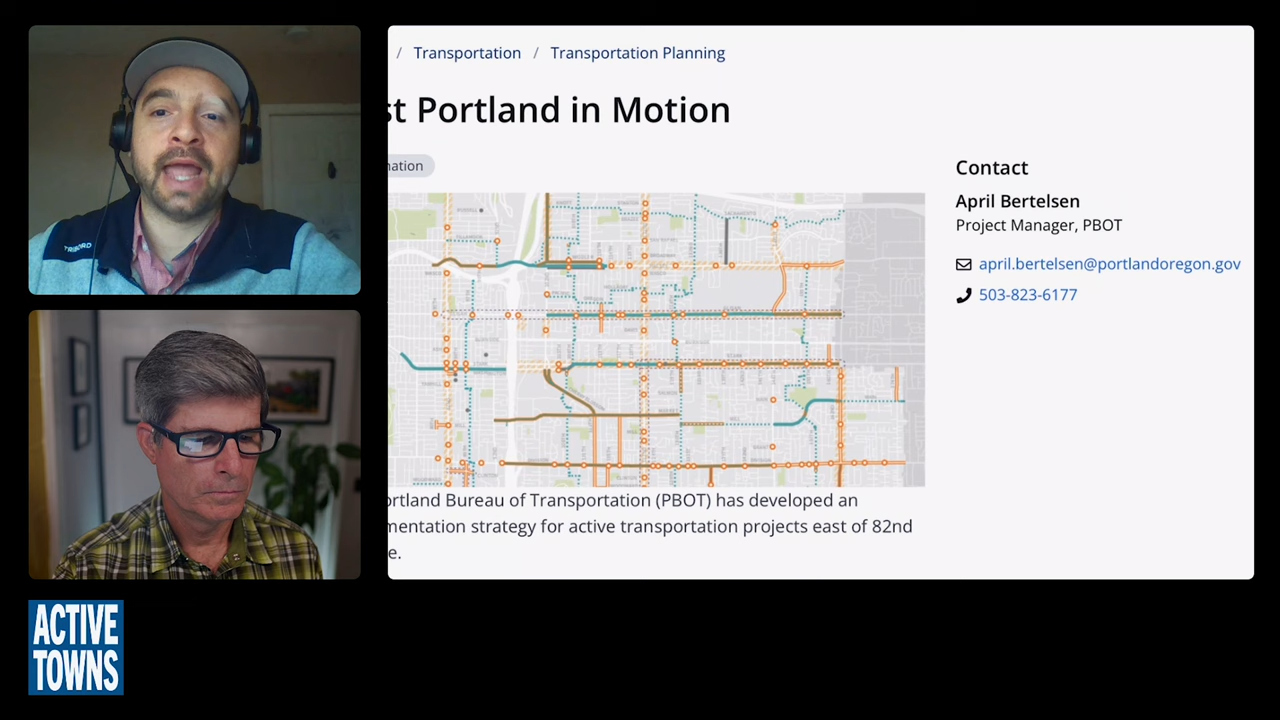 / Transportation / Transportation Planning
st Portland in Motion
mation
Contact
April Bertelsen
Project Manager, PBOT
april.bertelsen@portlandoregon.gov
503-823-6177
ortland Bureau of Transportation (PBOT) has developed an
mentation strategy for active transportation projects east of 82nd
e.
ACTIVE
TOWNS